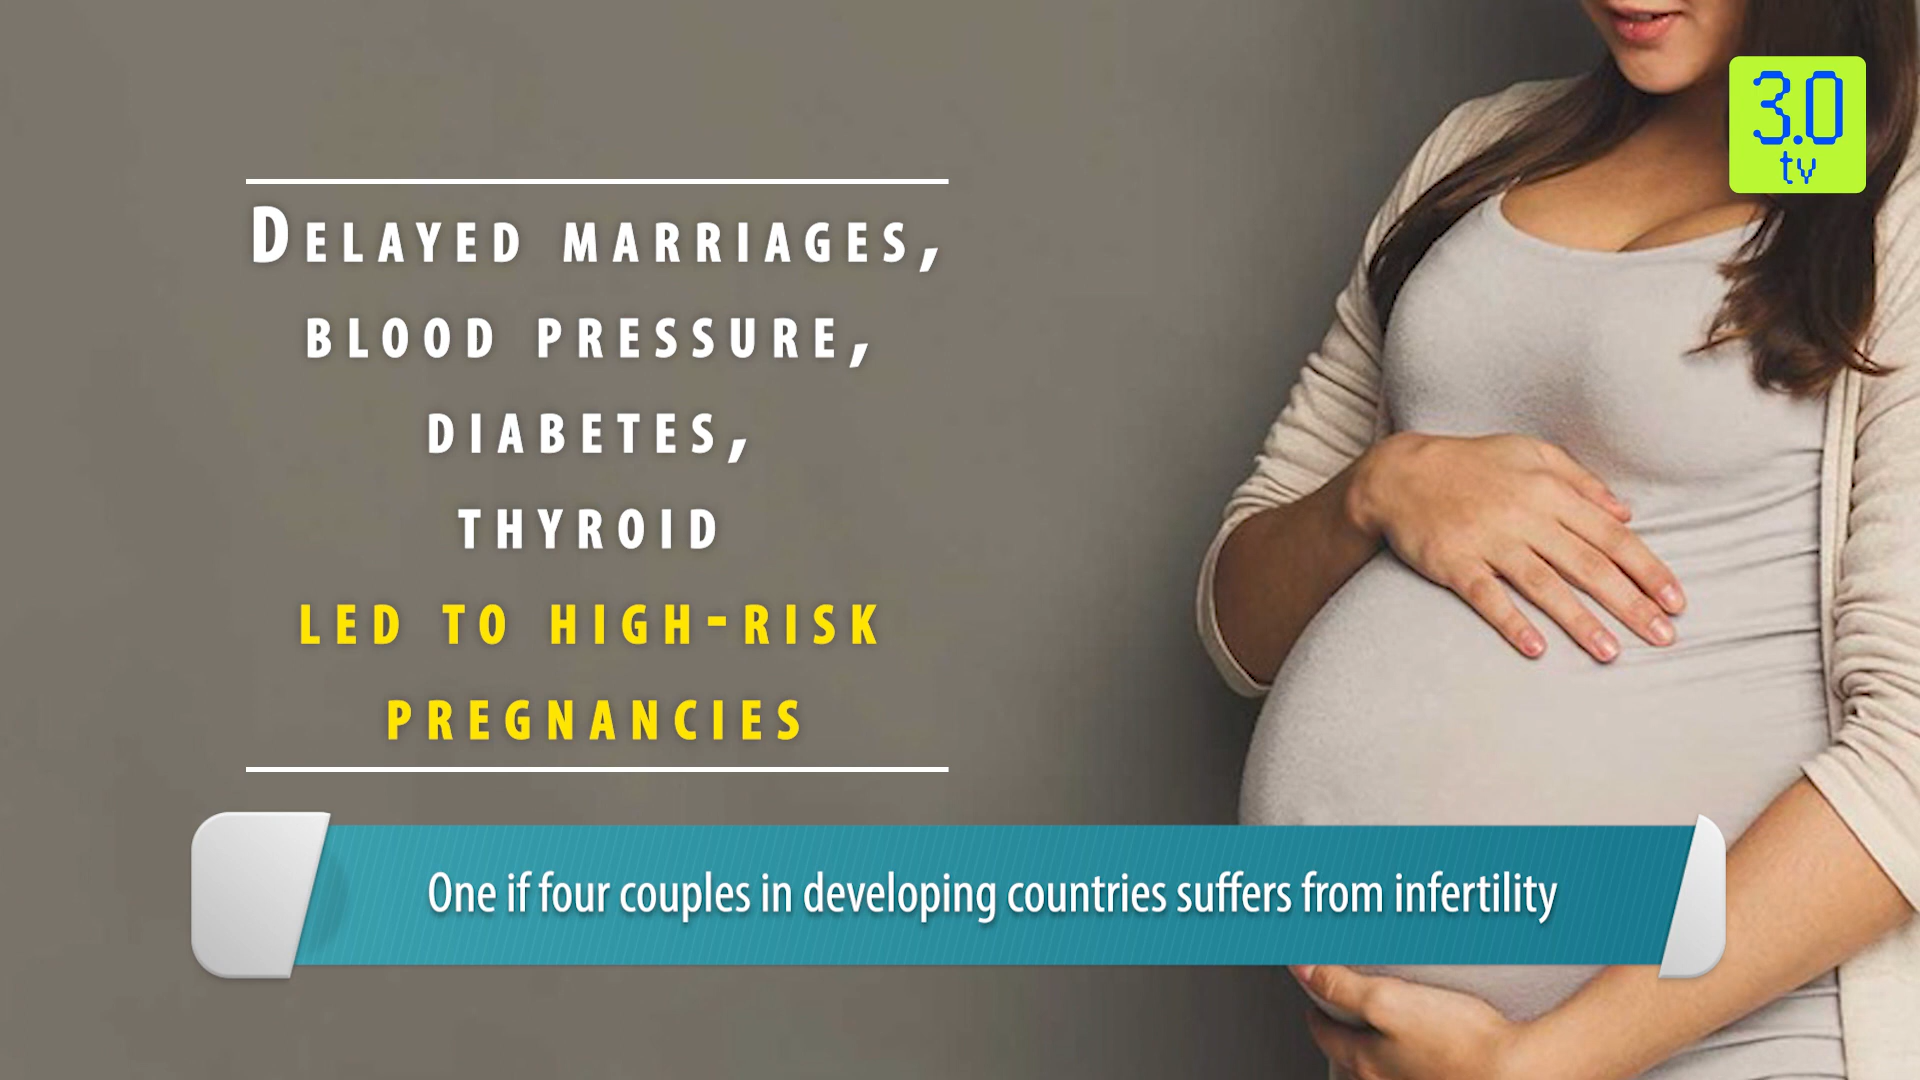 3.0
tv
Delayed marriages,
blood pressure,
diabetes,
thyroid
led to high-risk
pregnancies
One if four couples in developing countries suffers from infertility